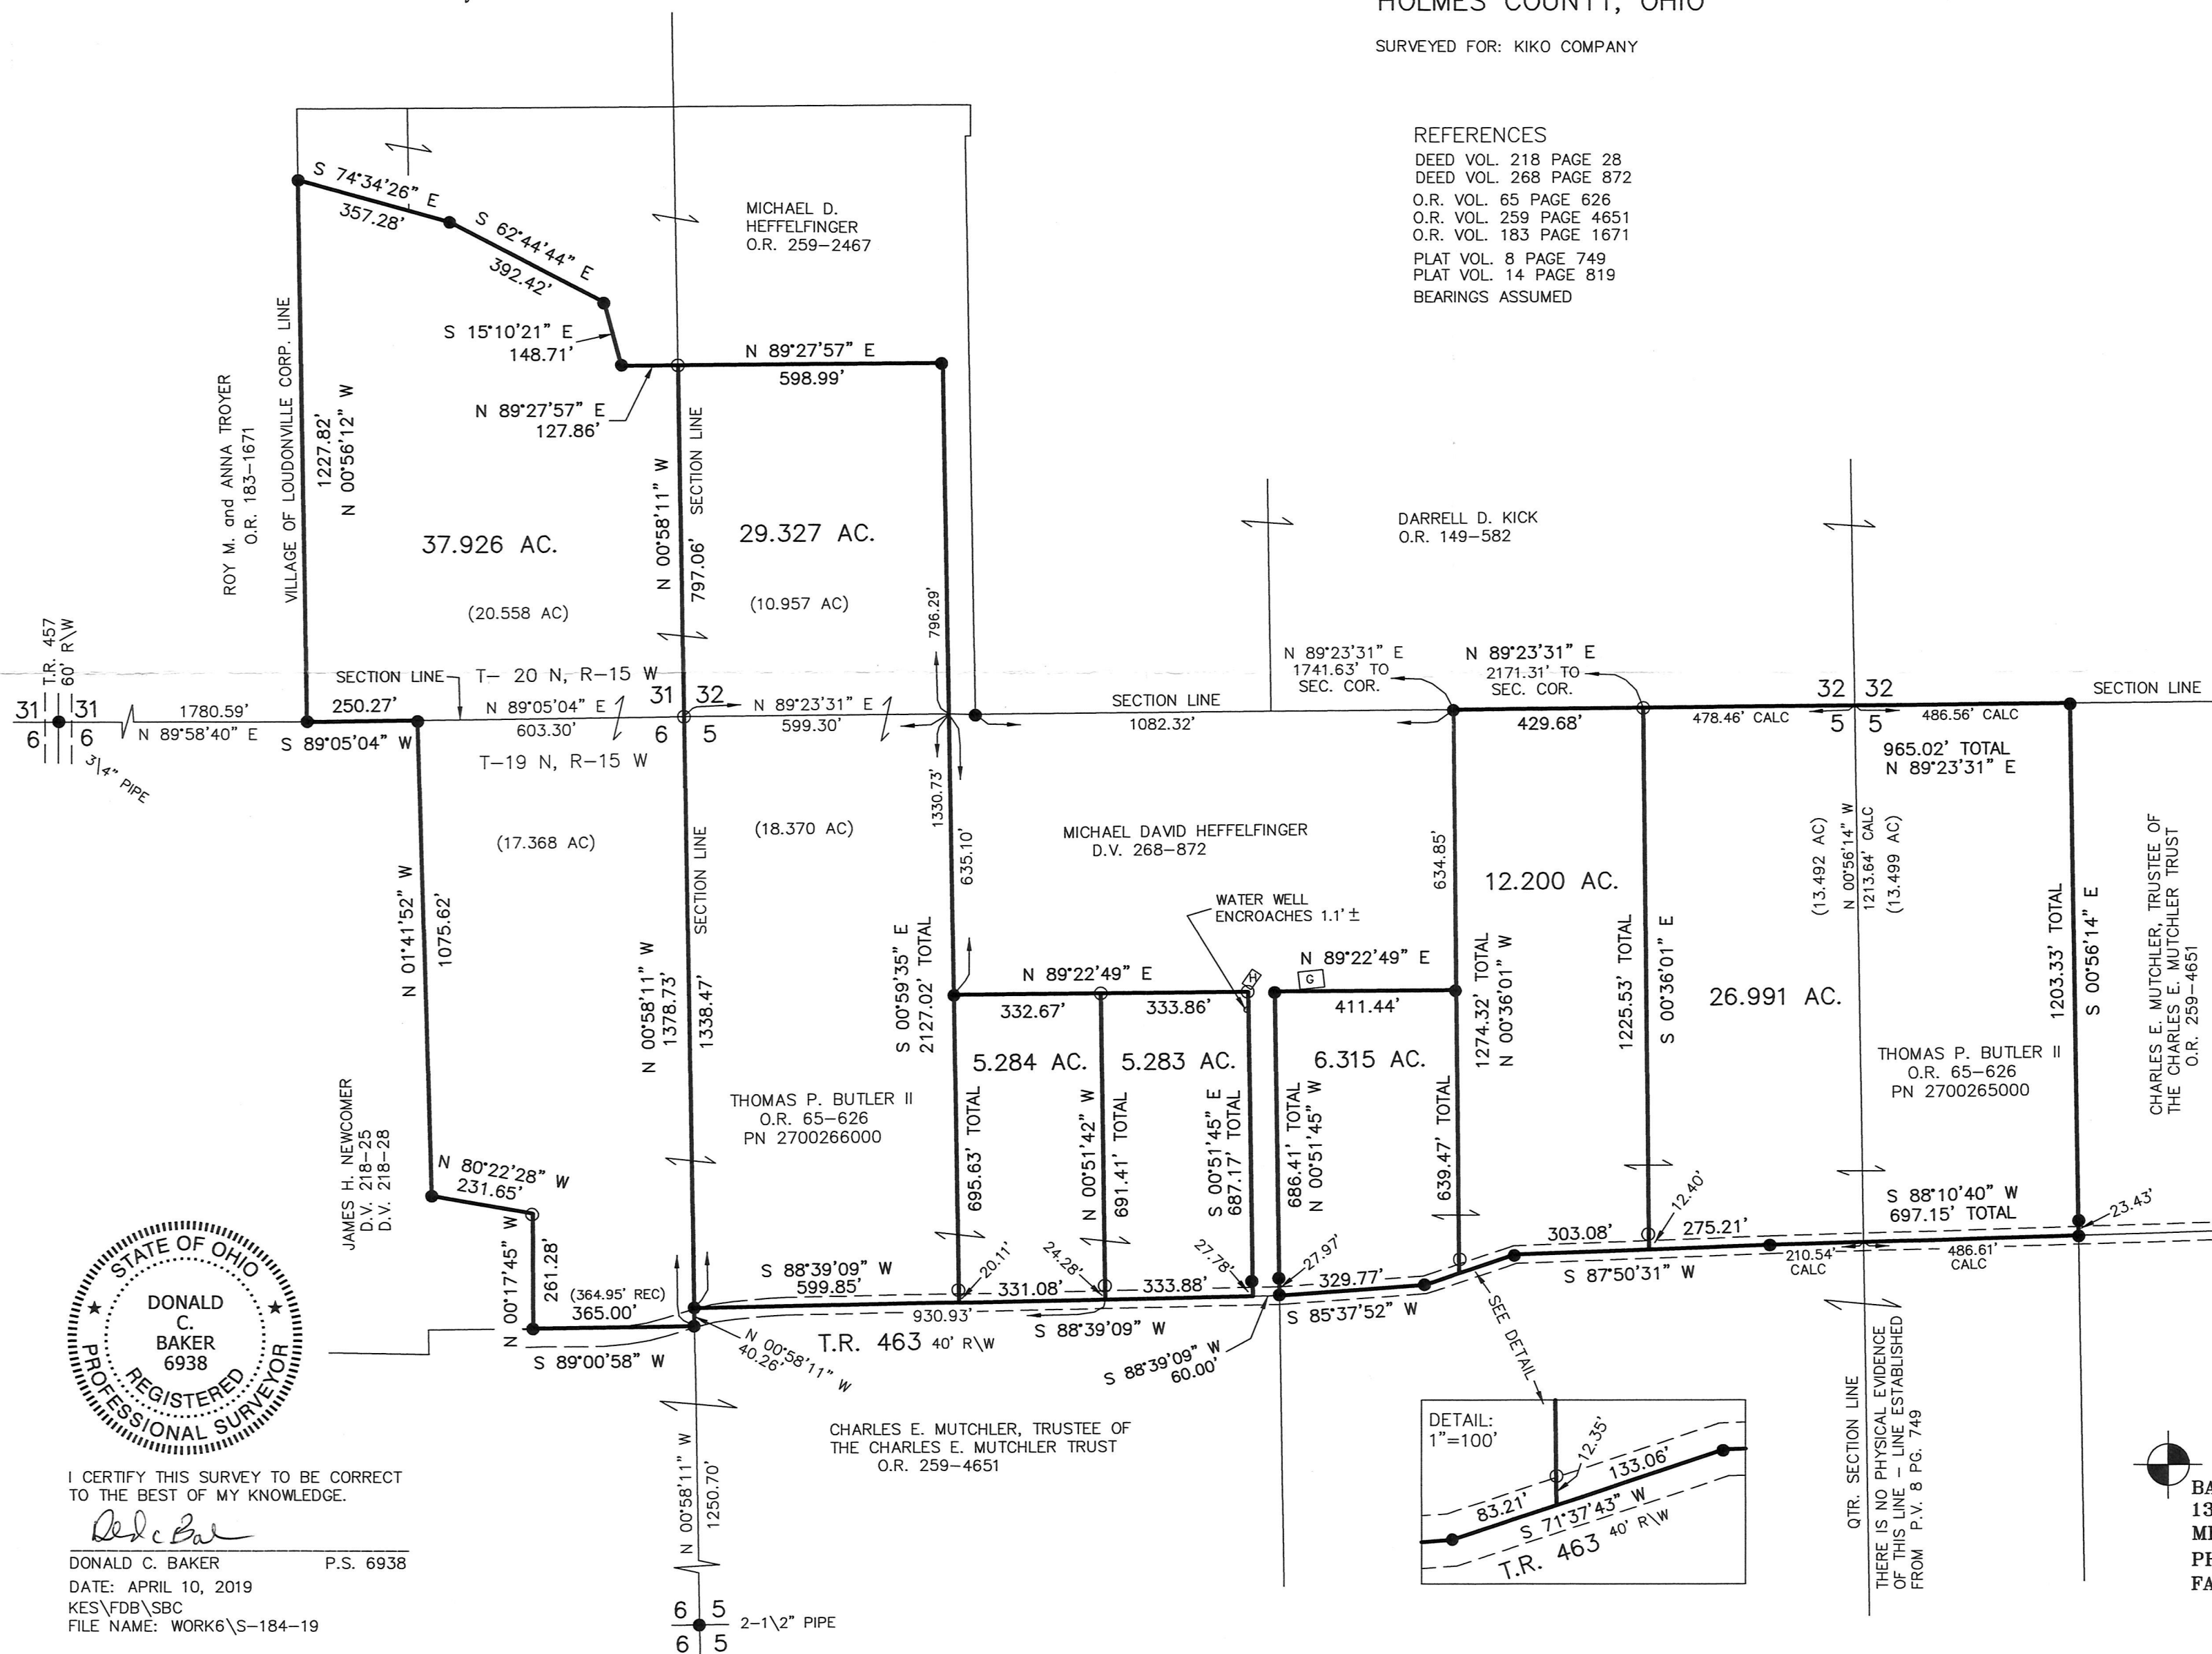 HOLMES COUNTY, OHIO
SURVEYED FOR: KIKO COMPANY
REFERENCES
DEED VOL. 218 PAGE 28
DEED VOL. 268 PAGE 872
O.R. VOL. 65 PAGE 626
O.R. VOL. 259 PAGE 4651
O.R. VOL. 183 PAGE 1671
PLAT VOL. 8 PAGE 749
PLAT VOL. 14 PAGE 819
BEARINGS ASSUMED
S 74°34'26" E
357.28'
S 62°44'44" E
392.42'
S 15°10'21" E
148.71'
N 89°27'57" E
127.86'
N 89°27'57" E
598.99'
MICHAEL D.
HEFFELFINGER
O.R. 259-2467
ROY M. and ANNA TROYER
O.R. 183-1671
VILLAGE OF LOUDONVILLE CORP. LINE
1227.82'
N 00°56'12" W
37.926 AC.
(20.558 AC)
N 00°58'11" W
797.06'
SECTION LINE
29.327 AC.
(10.957 AC)
796.29'
DARRELL D. KICK
O.R. 149-582
T.R. 457
60' R\W
31 31
6 6
3\4" PIPE
1780.59'
N 89°58'40" E
250.27'
S 89°05'04" W
SECTION LINE
T- 20 N, R-15 W
N 89°05'04" E
603.30'
T-19 N, R-15 W
31 32
6 5
N 89°23'31" E
599.30'
SECTION LINE
1082.32'
N 89°23'31" E
1741.63' TO
SEC. COR.
N 89°23'31" E
2171.31' TO
SEC. COR.
429.68'
478.46' CALC
32 32
5 5
486.56' CALC
965.02' TOTAL
N 89°23'31" E
SECTION LINE
N 01°41'52" W
1075.62'
(17.368 AC)
(18.370 AC)
SECTION LINE
N 00°58'11" W
1378.73'
1338.47'
1330.73'
635.10'
S 00°59'35" E
2127.02' TOTAL
MICHAEL DAVID HEFFELFINGER
D.V. 268-872
WATER WELL
ENCROACHES 1.1'±
N 89°22'49" E
332.67'
333.86'
H
G
N 89°22'49" E
411.44'
634.85'
12.200 AC.
1274.32' TOTAL
N 00°36'01" W
1225.53' TOTAL
S 00°36'01" E
26.991 AC.
(13.492 AC)
N 00°56'14" W
1213.64' CALC
(13.499 AC)
1203.33' TOTAL
S 00°56'14" E
CHARLES E. MUTCHLER, TRUSTEE OF
THE CHARLES E. MUTCHLER TRUST
O.R. 259-4651
THOMAS P. BUTLER II
O.R. 65-626
PN 2700265000
THOMAS P. BUTLER II
O.R. 65-626
PN 2700266000
5.284 AC.
5.283 AC.
6.315 AC.
695.63' TOTAL
N 00°51'42" W
691.41' TOTAL
S 00°51'45" E
687.17' TOTAL
686.41' TOTAL
N 00°51'45" W
639.47' TOTAL
JAMES H. NEWCOMER
D.V. 218-25
D.V. 218-28
N 80°22'28" W
231.65'
N 00°17'45" W
261.28'
(364.95' REC)
365.00'
S 89°00'58" W
S 88°39'09" W
599.85'
20.11'
24.28'
27.78'
27.97'
331.08'
333.88'
930.93'
T.R. 463 40' R\W
S 88°39'09" W
N 00°58'11" W
40.26'
S 88°39'09" W
60.00'
329.77'
S 85°37'52" W
SEE DETAIL
303.08'
12.40'
275.21'
S 87°50'31" W
S 88°10'40" W
697.15' TOTAL
23.43'
210.54'
CALC
486.61'
CALC
STATE OF OHIO
DONALD
C.
BAKER
6938
REGISTERED
PROFESSIONAL SURVEYOR
I CERTIFY THIS SURVEY TO BE CORRECT
TO THE BEST OF MY KNOWLEDGE.
DONALD C. BAKER P.S. 6938
DATE: APRIL 10, 2019
KES\FDB\SBC
FILE NAME: WORK6\S-184-19
N 00°58'11" W
1250.70'
6 5
6 5
2-1\2" PIPE
CHARLES E. MUTCHLER, TRUSTEE OF
THE CHARLES E. MUTCHLER TRUST
O.R. 259-4651
DETAIL:
1"=100'
12.35'
83.21'
133.06'
S 71°37'43" W
T.R. 463 40' R\W
QTR. SECTION LINE
THERE IS NO PHYSICAL EVIDENCE
OF THIS LINE - LINE ESTABLISHED
FROM P.V. 8 PG. 749
BA
13
PH
FA